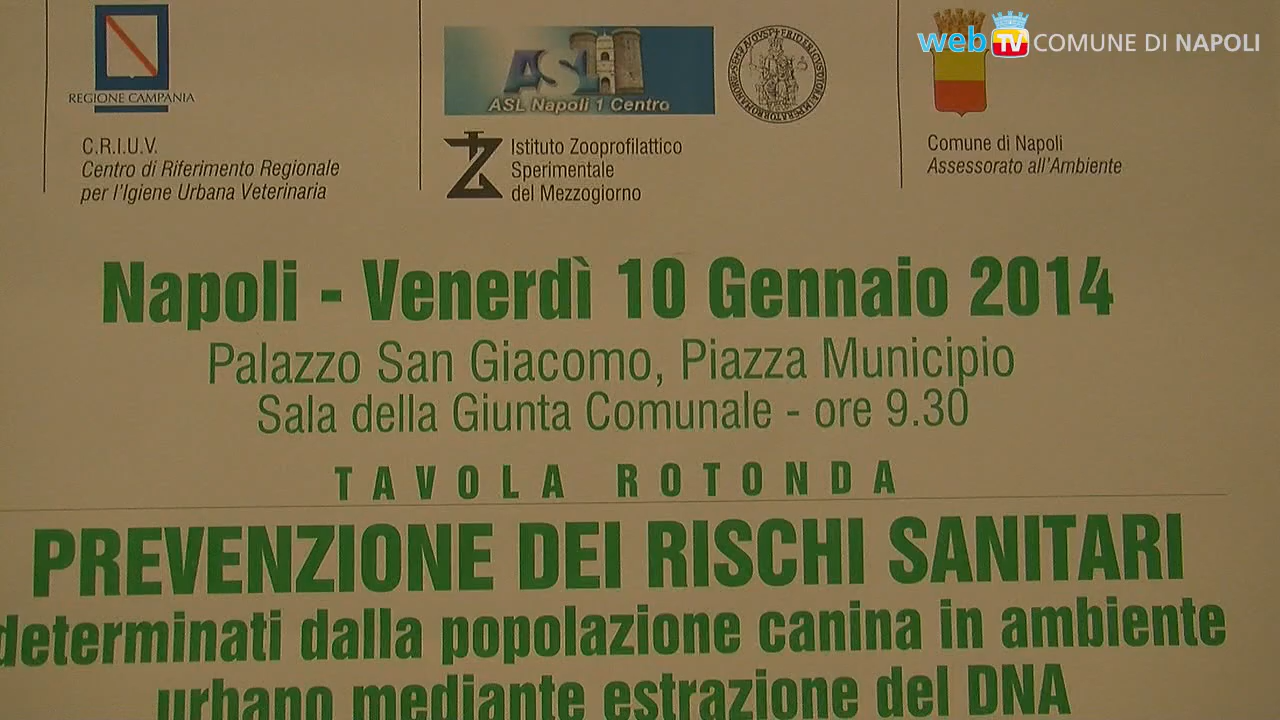 web TV COMUNE DI NAPOLI
REGIONE CAMPANIA
C.R.I.U.V.
Centro di Riferimento Regionale
per l'Igiene Urbana Veterinaria
ASL
ASL Napoli 1 Centro
Istituto Zooprofilattico
Sperimentale
del Mezzogiorno
Comune di Napoli
Assessorato all'Ambiente
Napoli - Venerdì 10 Gennaio 2014
Palazzo San Giacomo, Piazza Municipio
Sala della Giunta Comunale - ore 9.30
TAVOLA ROTONDA
PREVENZIONE DEI RISCHI SANITARI
determinati dalla popolazione canina in ambiente
urbano mediante estrazione del DNA